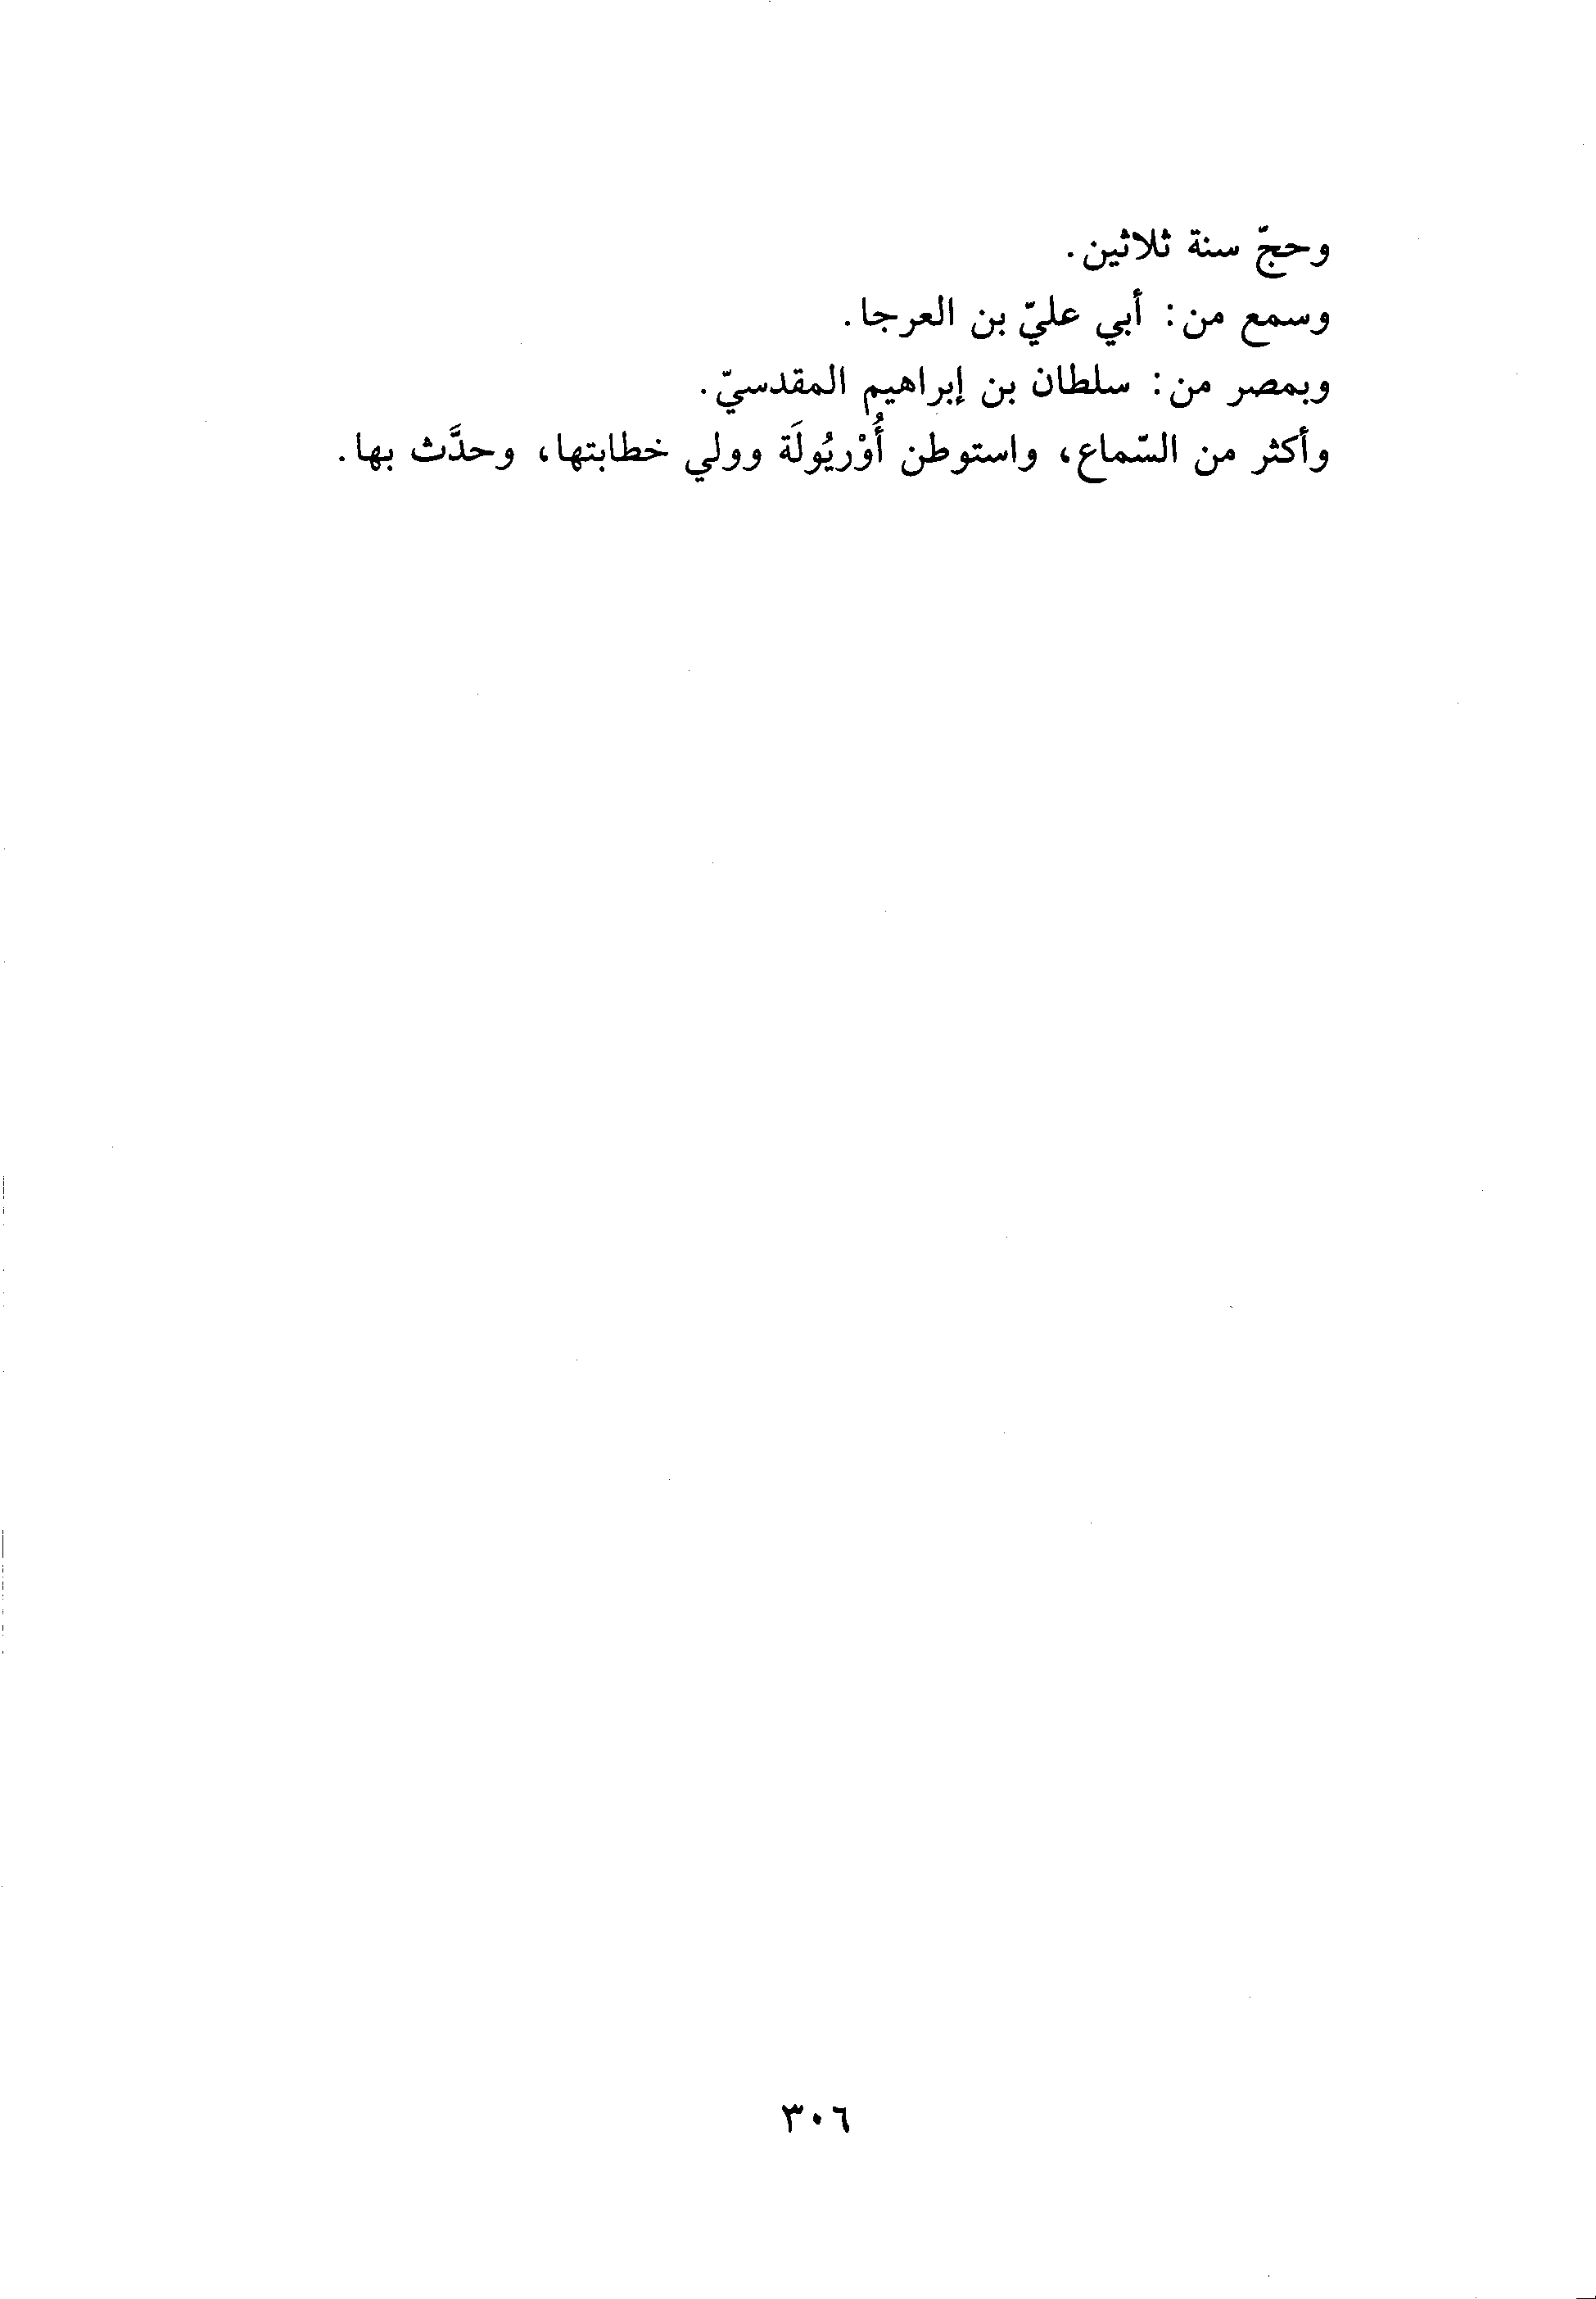 وحجّ سنة ثلاثين.
وسمع من: أبي عليّ بن العرجا.
وبمصر من: سلطان بن إبراهيم المقدسيّ.
وأكثر من السّماع، واستوطن أُوْريُولَة وولي خطابتها، وحدَّث بها.
٣٠٦